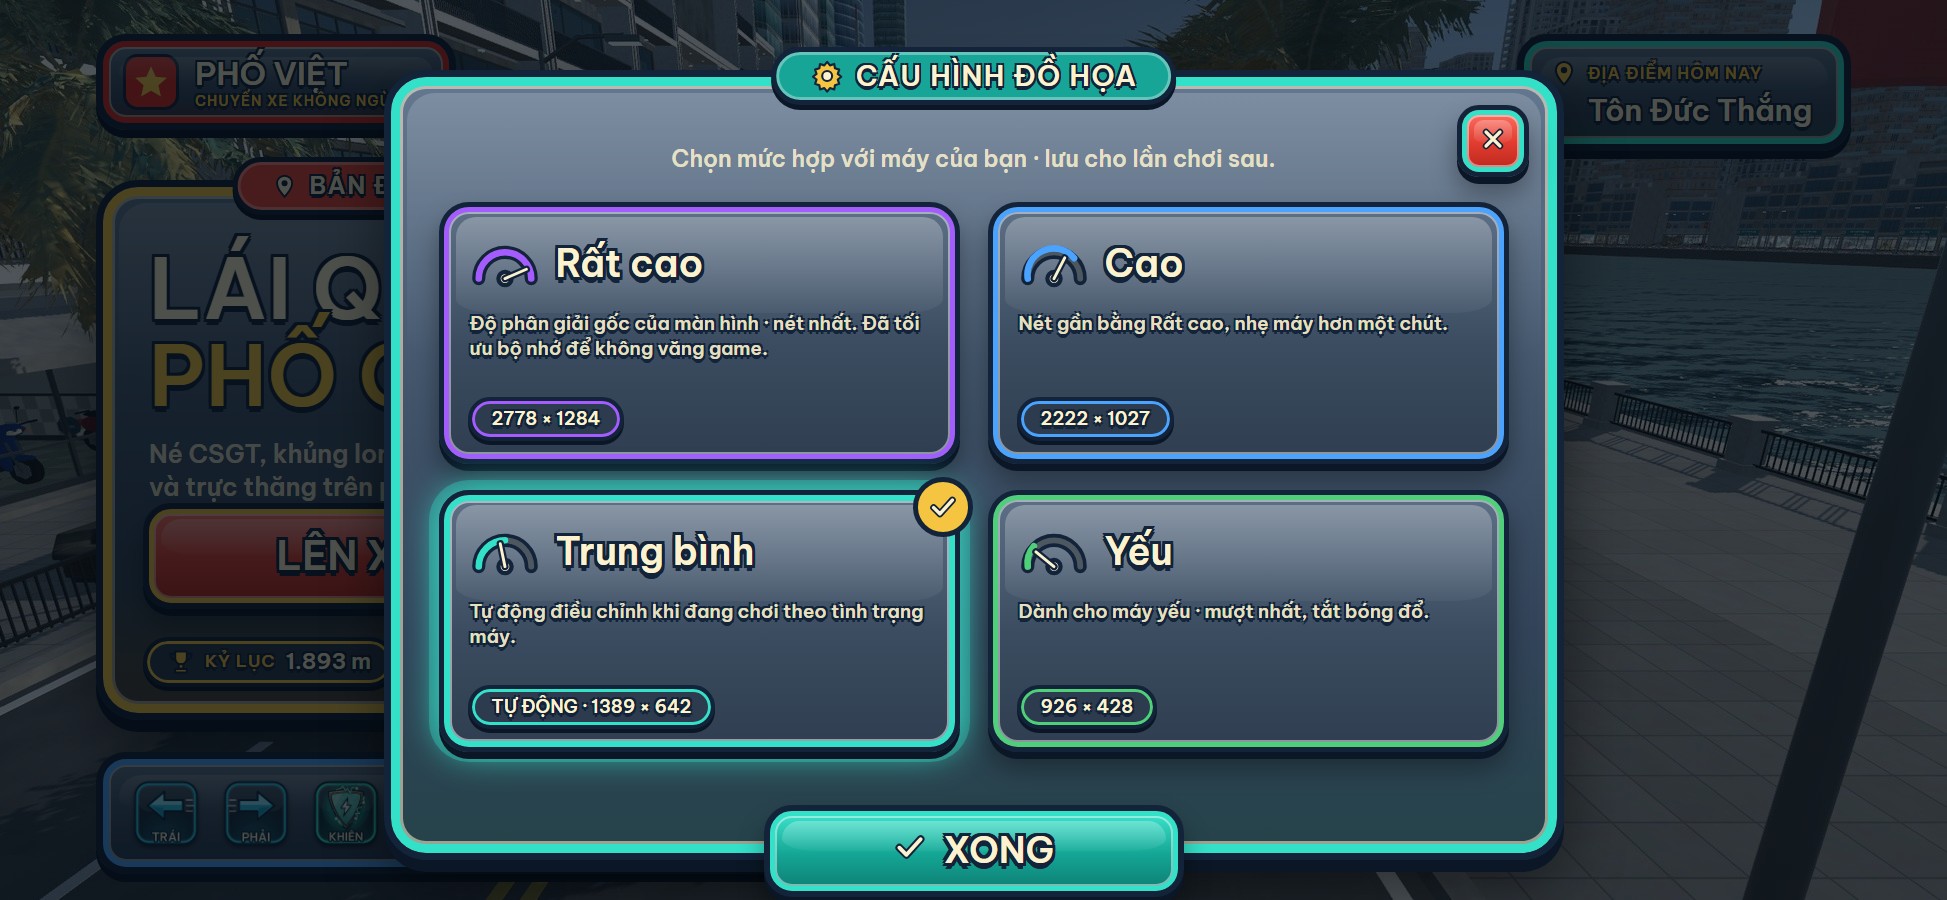 PHỐ VIỆT
CHUYẾN XE KHÔNG
CẤU HÌNH ĐỒ HỌA
ĐỊA ĐIỂM HÔM NAY
Tôn Đức Thắng
Chọn mức hợp với máy của bạn · lưu cho lần chơi sau.
BẢN
LÁI
PHỐ
Né CSGT, khủng
và trực thăng trên
LÊN
KỶ LỤC 1.893 m
TRÁI
PHẢI
KHIÊN
Rất cao
Độ phân giải gốc của màn hình · nét nhất. Đã tối
ưu bộ nhớ để không văng game.
2778 × 1284
Cao
Nét gần bằng Rất cao, nhẹ máy hơn một chút.
2222 × 1027
Trung bình
Tự động điều chỉnh khi đang chơi theo tình trạng
máy.
TỰ ĐỘNG · 1389 × 642
Yếu
Dành cho máy yếu · mượt nhất, tắt bóng đổ.
926 × 428
XONG